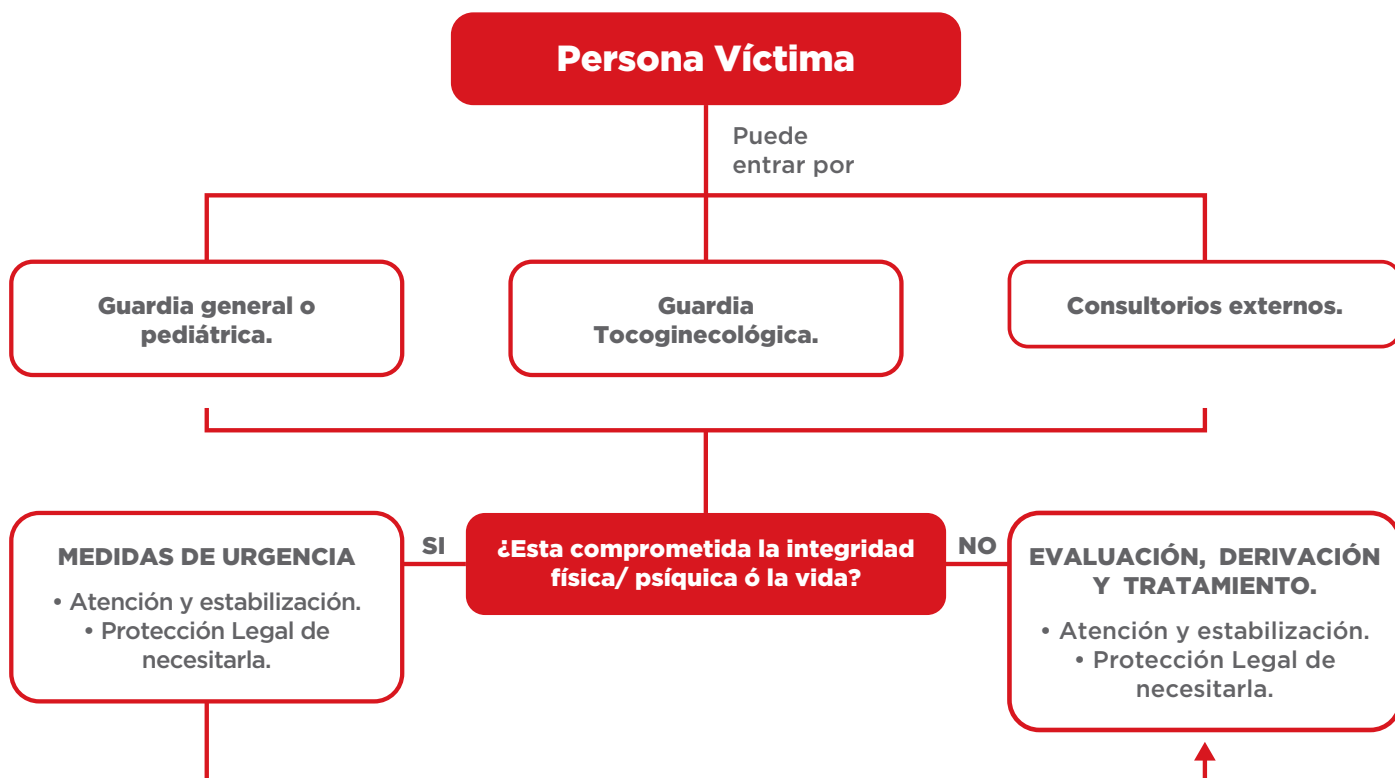 Persona Víctima
Puede
entrar por
Guardia general o
pediátrica.
Guardia
Tocoginecológica.
Consultorios externos.
MEDIDAS DE URGENCIA
• Atención y estabilización.
• Protección Legal de
necesitarla.
SI
¿Esta comprometida la integridad
física/ psíquica ó la vida?
NO
EVALUACIÓN, DERIVACIÓN
Y TRATAMIENTO.
• Atención y estabilización.
• Protección Legal de
necesitarla.